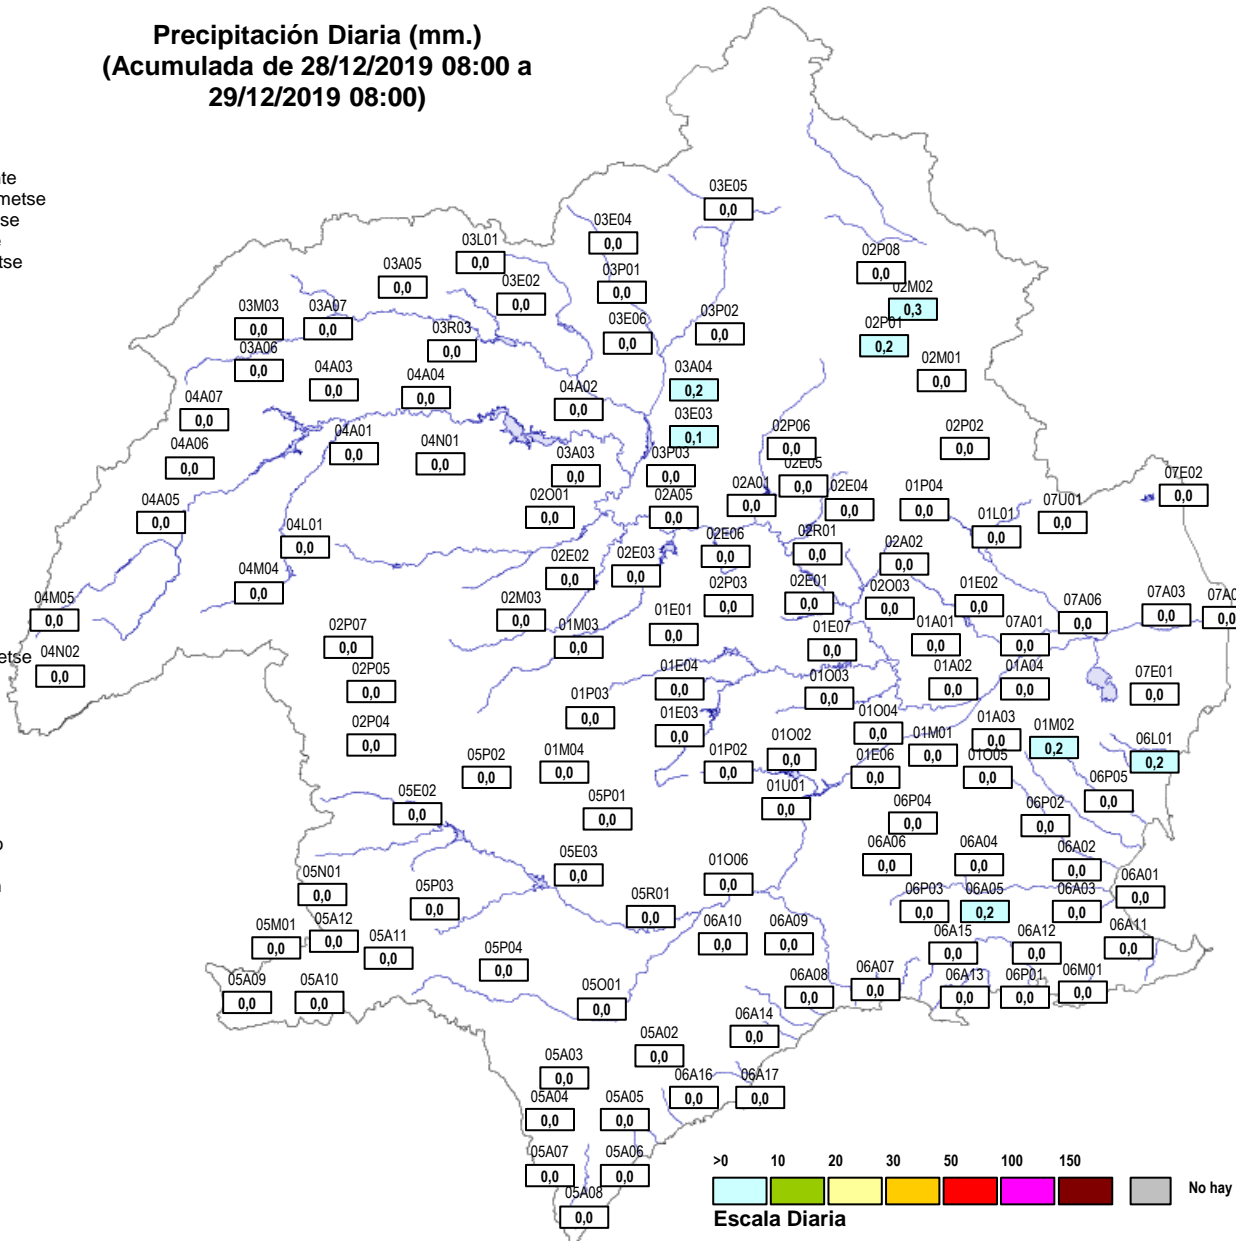 Precipitación Diaria (mm.)
(Acumulada de 28/12/2019 08:00 a
29/12/2019 08:00)
03E05
0,0
03E04
0,0
03L01
0,0
02P08
0,0
03A05
0,0
03P01
0,0
03E02
0,0
02M02
0,3
03M03
0,0
03A07
0,0
03R03
0,0
03E06
0,0
03P02
0,0
02P01
0,2
03A06
0,0
04A03
0,0
04A04
0,0
04A02
0,0
03A04
0,2
02M01
0,0
04A07
0,0
03E03
0,1
04A01
0,0
04N01
0,0
02P06
0,0
02P02
0,0
04A06
0,0
03A03
0,0
03P03
0,0
02E05
0,0
07E02
0,0
04A05
0,0
02O01
0,0
02A05
0,0
02A01
0,0
02E04
0,0
01P04
0,0
07U01
0,0
04L01
0,0
01L01
0,0
02E06
0,0
02R01
0,0
02A02
0,0
02E02
0,0
02E03
0,0
04M04
0,0
02P03
0,0
02E01
0,0
02O03
0,0
01E02
0,0
04M05
0,0
02M03
0,0
01E01
0,0
07A06
0,0
07A03
0,0
07A0
0,0
02P07
0,0
01M03
0,0
01E07
0,0
01A01
0,0
07A01
0,0
etse
04N02
0,0
02P05
0,0
01E04
0,0
01O03
0,0
01A02
0,0
01A04
0,0
07E01
0,0
01P03
0,0
02P04
0,0
01E03
0,0
01O04
0,0
01A03
0,0
01M02
0,2
05P02
0,0
01M04
0,0
01P02
0,0
01O02
0,0
01M01
0,0
01E06
0,0
01O05
0,0
06L01
0,2
05E02
0,0
05P01
0,0
01U01
0,0
06P04
0,0
06P02
0,0
06P05
0,0
05E03
0,0
01O06
0,0
06A06
0,0
06A04
0,0
06A02
0,0
05N01
0,0
05P03
0,0
05R01
0,0
06P03
0,0
06A05
0,2
06A03
0,0
06A01
0,0
05M01
0,0
05A12
0,0
05A11
0,0
06A10
0,0
06A09
0,0
06A15
0,0
06A12
0,0
06A11
0,0
05P04
0,0
05A09
0,0
05A10
0,0
05O01
0,0
06A08
0,0
06A07
0,0
06A13
0,0
06P01
0,0
06M01
0,0
05A02
0,0
06A14
0,0
05A03
0,0
06A16
0,0
06A17
0,0
05A04
0,0
05A05
0,0
05A07
0,0
05A06
0,0
05A08
0,0
>0 10 20 30 50 100 150
No hay
Escala Diaria